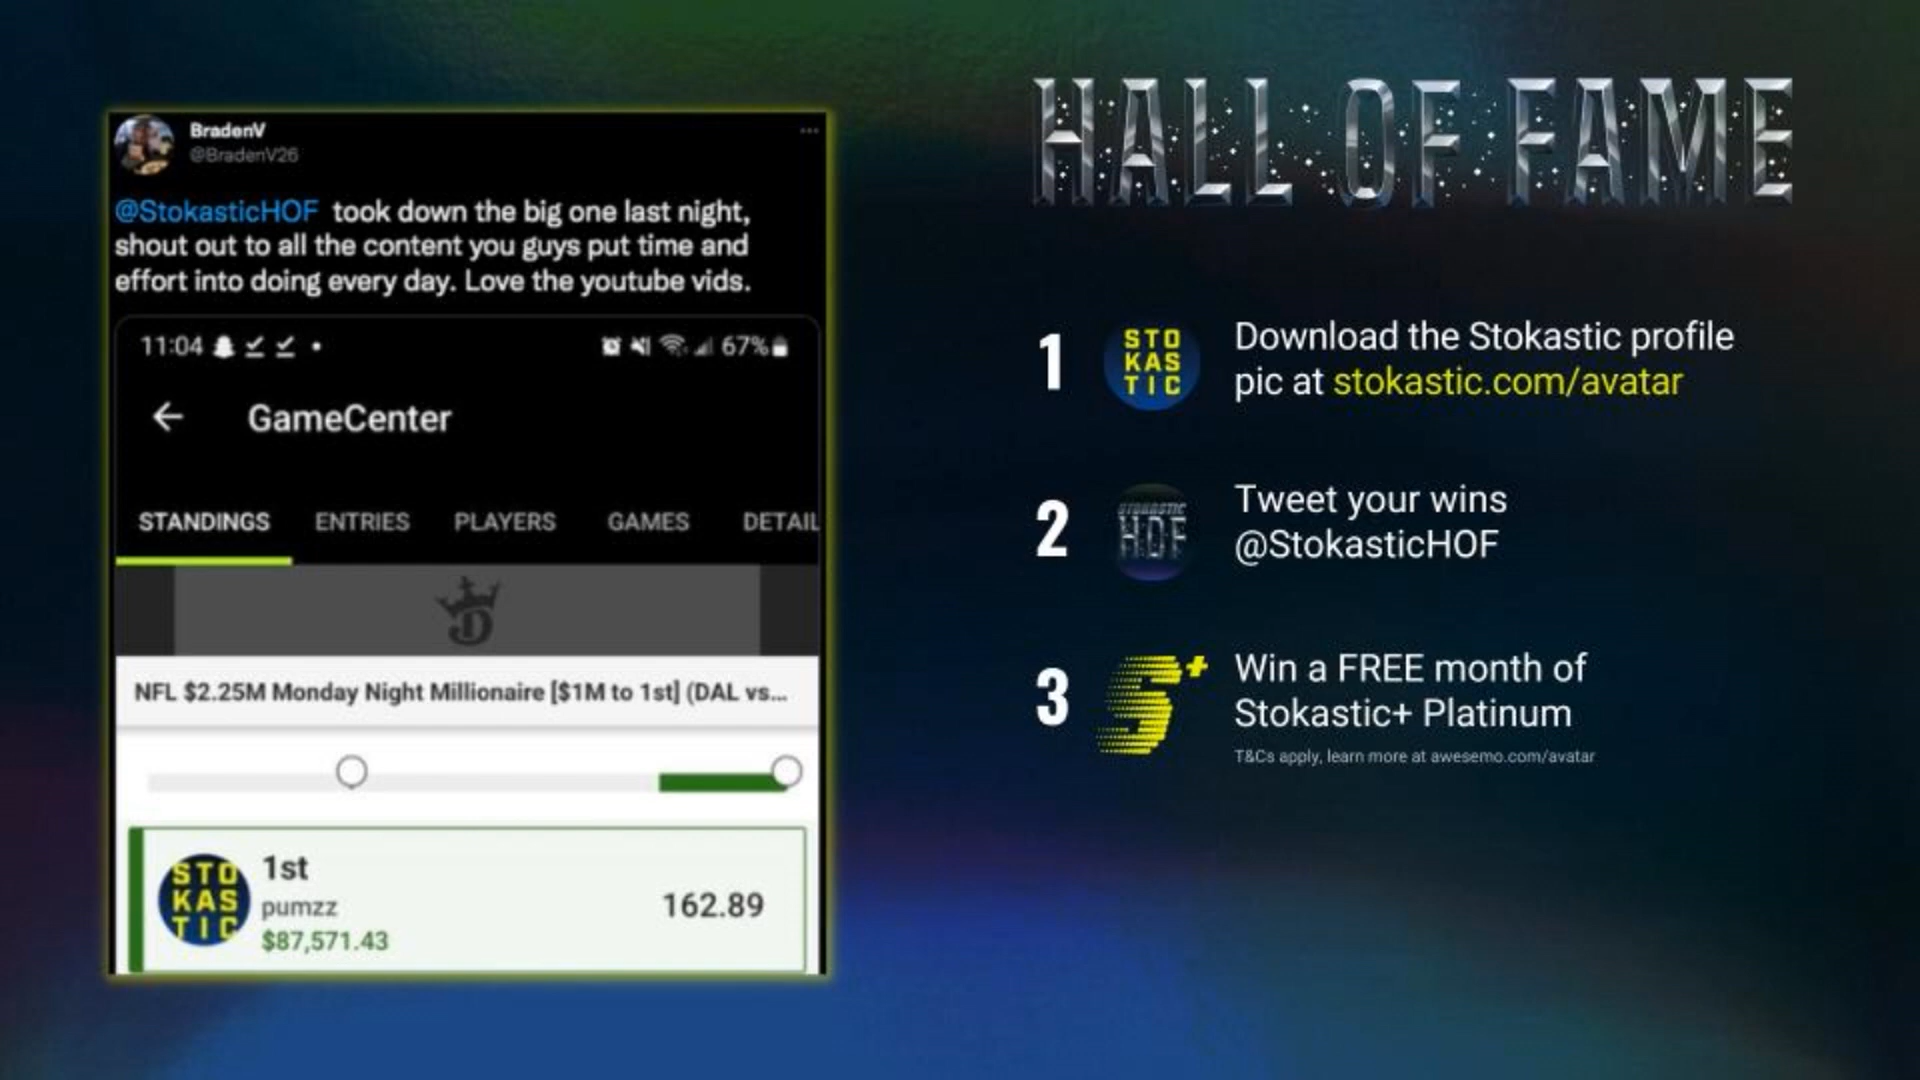 BradenV
@BradenV26
@StokasticHOF took down the big one last night,
shout out to all the content you guys put time and
effort into doing every day. Love the youtube vids.
11:04
67%
GameCenter
STANDINGS ENTRIES PLAYERS GAMES DETAIL
NFL $2.25M Monday Night Millionaire [$1M to 1st] (DAL vs...
STO
KAS
TIC
1st
pumzz
$87,571.43
162.89
HALL OF FAME
1
STO
KAS
TIC
Download the Stokastic profile
pic at stokastic.com/avatar
2
STOKASTIC
HOF
Tweet your wins
@StokasticHOF
3
S+
Win a FREE month of
Stokastic+ Platinum
T&Cs apply, learn more at awesemo.com/avatar